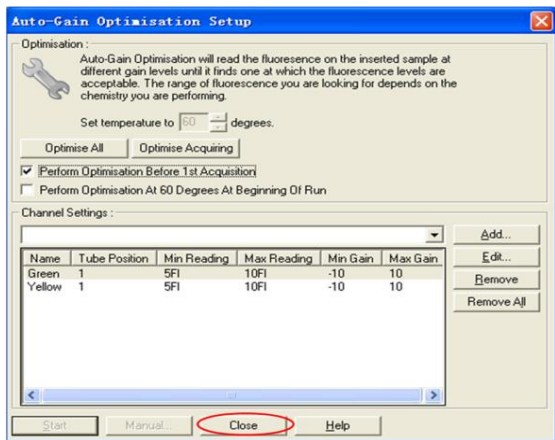 Auto-Gain Optimisation Setup
Optimisation :
Auto-Gain Optimisation will read the fluoresence on the inserted sample at
different gain levels until it finds one at which the fluorescence levels are
acceptable. The range of fluorescence you are looking for depends on the
chemistry you are performing.
Set temperature to 60 degrees.
Optimise All Optimise Acquiring
Perform Optimisation Before 1st Acquisition
Perform Optimisation At 60 Degrees At Beginning Of Run
Channel Settings :
Add...
Name Tube Position Min Reading Max Reading Min Gain Max Gain Edit...
Green 1 5Fl 10Fl -10 10
Yellow 1 5Fl 10Fl -10 10
Remove
Remove All
Start Manual... Close Help